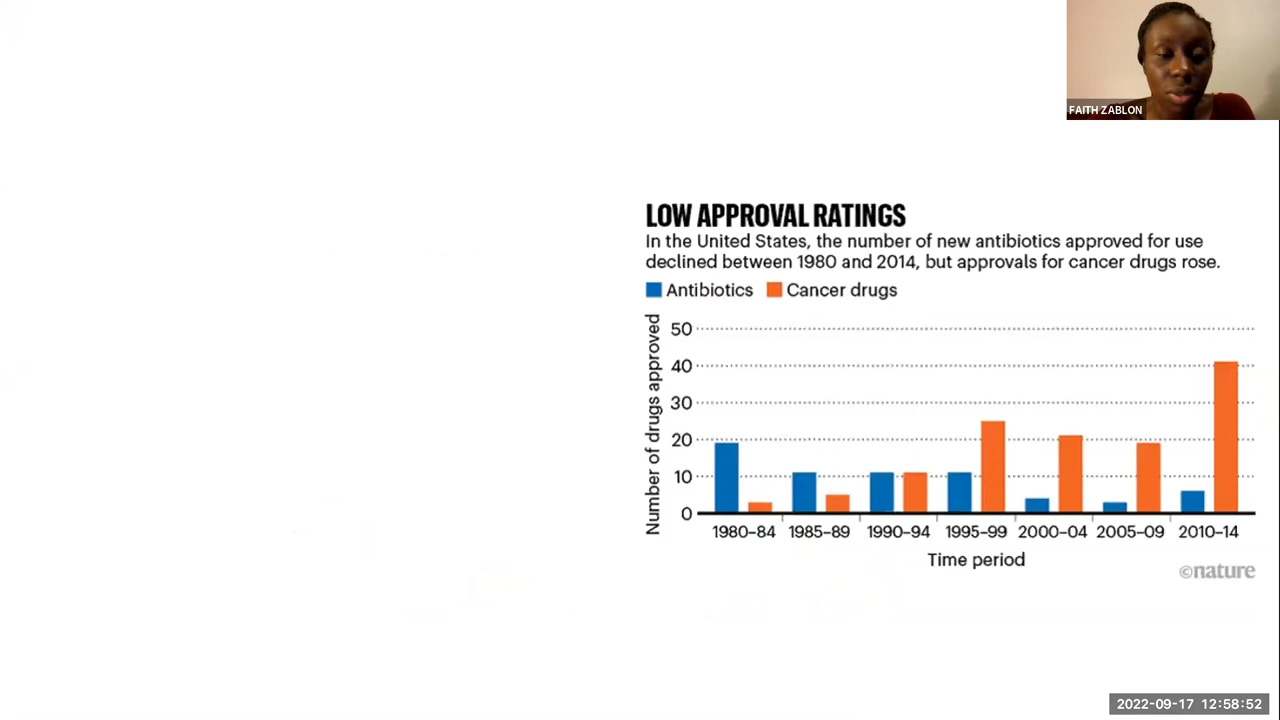 FAITH ZABLON
LOW APPROVAL RATINGS
In the United States, the number of new antibiotics approved for use
declined between 1980 and 2014, but approvals for cancer drugs rose.
Antibiotics Cancer drugs
Number of drugs approved
50
40
30
20
10
0
1980–84 1985–89 1990–94 1995–99 2000–04 2005–09 2010–14
Time period
©nature
2022-09-17 12:58:52